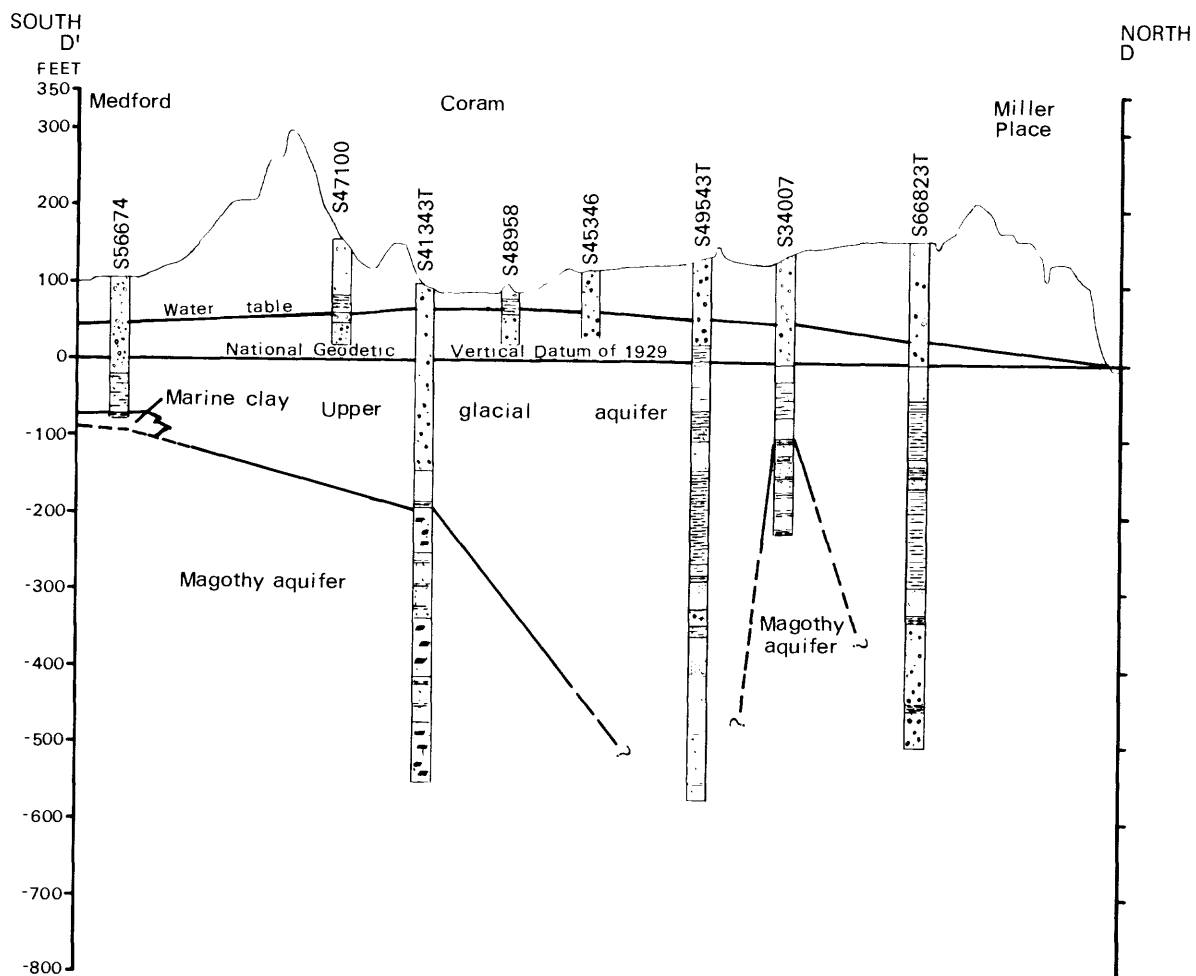 SOUTH
D'
FEET
NORTH
D
Medford
Coram
Miller
Place
350
300
200
100
0
-100
-200
-300
-400
-500
-600
-700
-800
S56674
S47100
S41343T
S48958
S45346
S49543T
S34007
S66823T
Water table
National Geodetic Vertical Datum of 1929
Marine clay
Upper glacial aquifer
Magothy aquifer
Magothy
aquifer
?
?
?